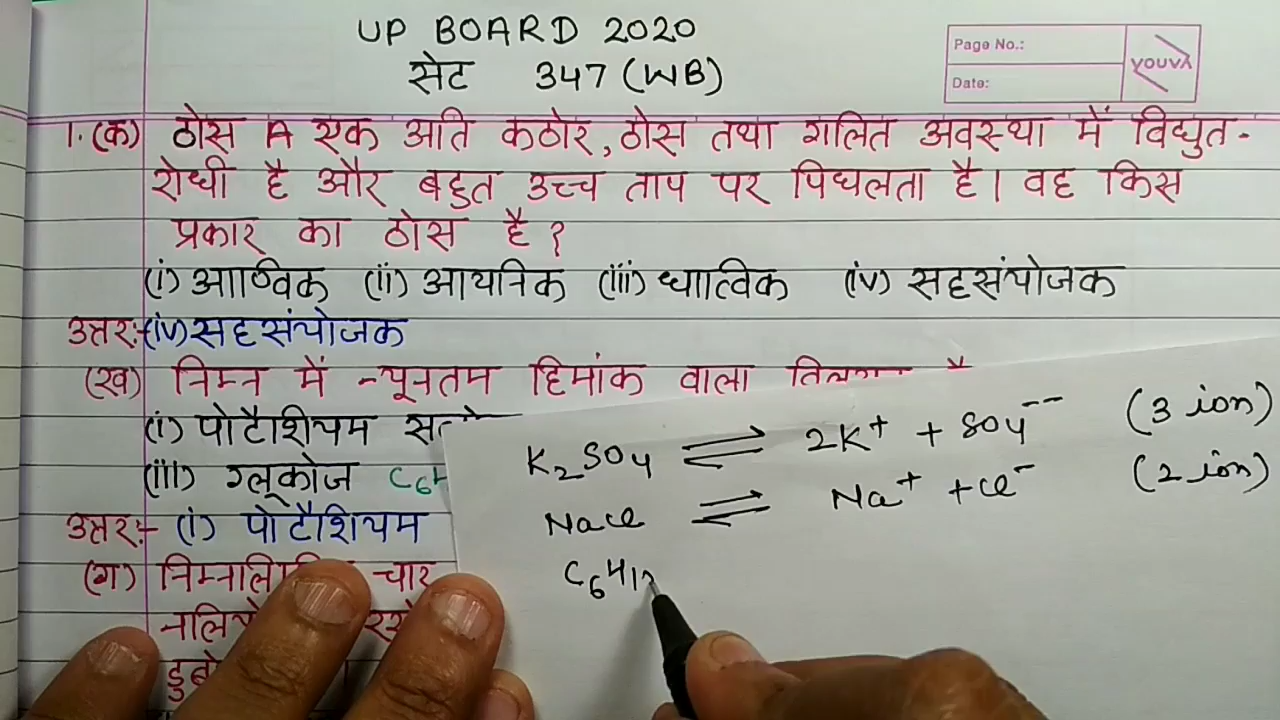 UP BOARD 2020
सेट 347 (WB)
Page No.:
Date:
YOUVA
1. (क) ठोस A एक अति कठोर, ठोस तथा गलित अवस्था में विद्युत-
रोधी है और बहुत उच्च ताप पर पिघलता है। वह किस
प्रकार का ठोस है?
(i) आण्विक (ii) आयनिक (iii) धात्विक (iv) सहसंयोजक
उत्तर:- (iv) सहसंयोजक
(ख) निम्न में न्यूनतम हिमांक वाला
(i) पोटैशियम
(iii) ग्लूकोज C6H
उत्तर:- (i) पोटैशियम
(ग) चार
K2SO4 ⇌ 2K+ + SO4-- (3 ion)
NaCl ⇌ Na+ + Cl- (2 ion)
C6H12